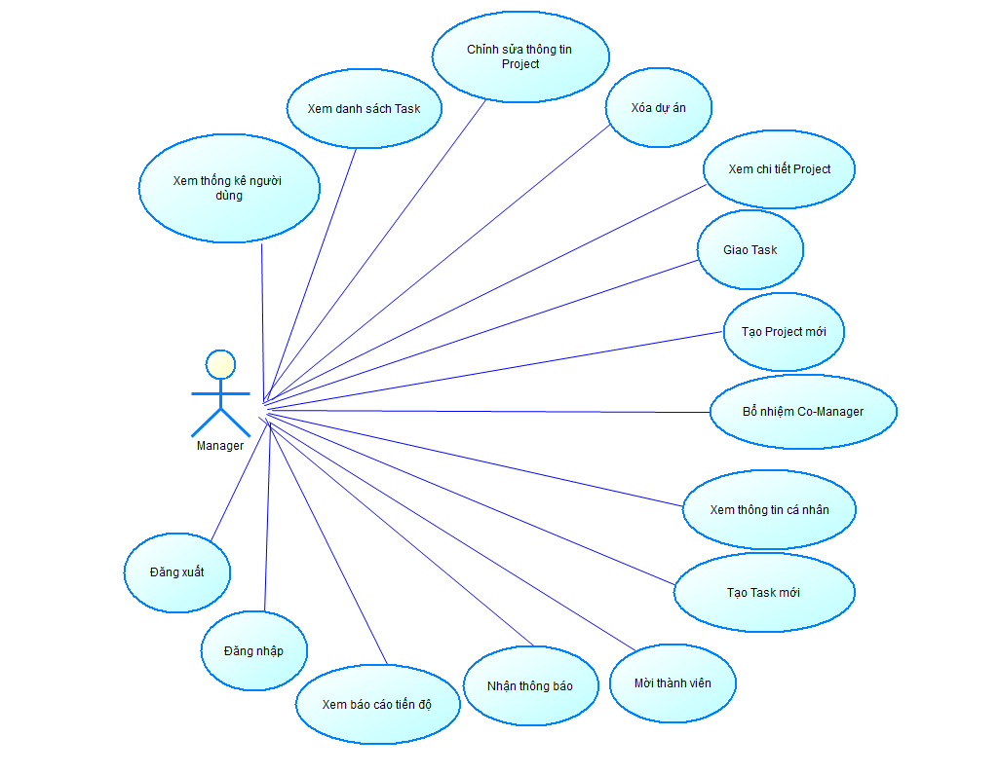 Chỉnh sửa thông tin
Project
Xem danh sách Task
Xóa dự án
Xem chi tiết Project
Xem thống kê người
dùng
Giao Task
Tạo Project mới
Bổ nhiệm Co-Manager
Manager
Xem thông tin cá nhân
Đăng xuất
Tạo Task mới
Đăng nhập
Mời thành viên
Nhận thông báo
Xem báo cáo tiến độ